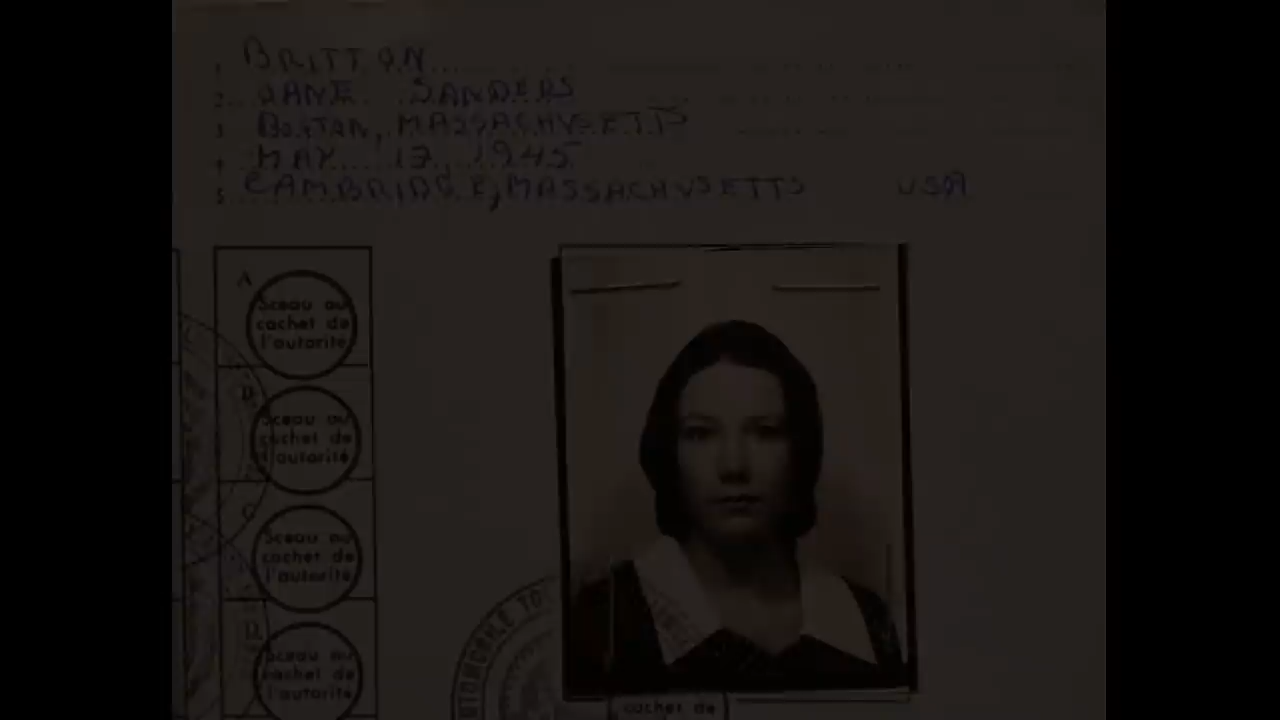 1. BRITTON
2. JANE SANDERS
3. BOSTON, MASSACHUSETTS
4. MAY 17, 1945
5. CAMBRIDGE, MASSACHUSETTS USA
A.
Sceau ou
cachet de
l'autorité
B.
Sceau ou
cachet de
l'autorité
C.
Sceau ou
cachet de
l'autorité
D.
Sceau ou
cachet de
l'autorité
cachet de